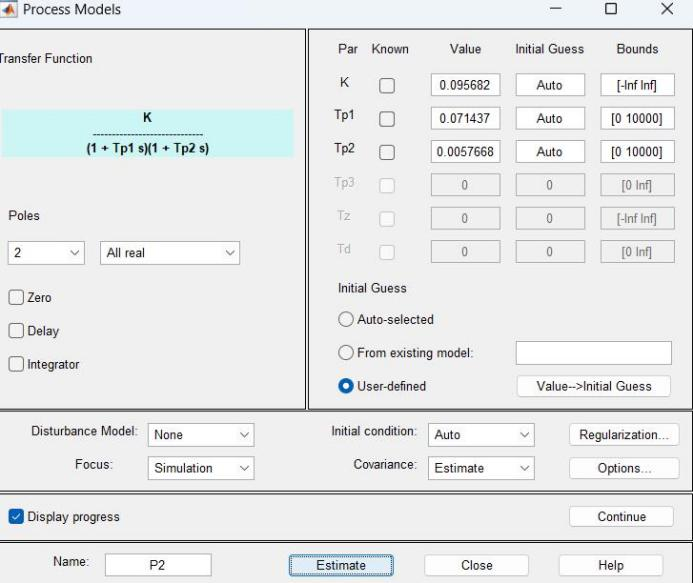 Process Models
Transfer Function
K
------------------------------
(1 + Tp1 s)(1 + Tp2 s)
Poles
2 All real
Zero
Delay
Integrator
Par Known Value Initial Guess Bounds
K 0.095682 Auto [-Inf Inf]
Tp1 0.071437 Auto [0 10000]
Tp2 0.0057668 Auto [0 10000]
Tp3 0 0 [0 Inf]
Tz 0 0 [-Inf Inf]
Td 0 0 [0 Inf]
Initial Guess
Auto-selected
From existing model:
User-defined Value-->Initial Guess
Disturbance Model: None Initial condition: Auto Regularization...
Focus: Simulation Covariance: Estimate Options...
Display progress Continue
Name: P2 Estimate Close Help